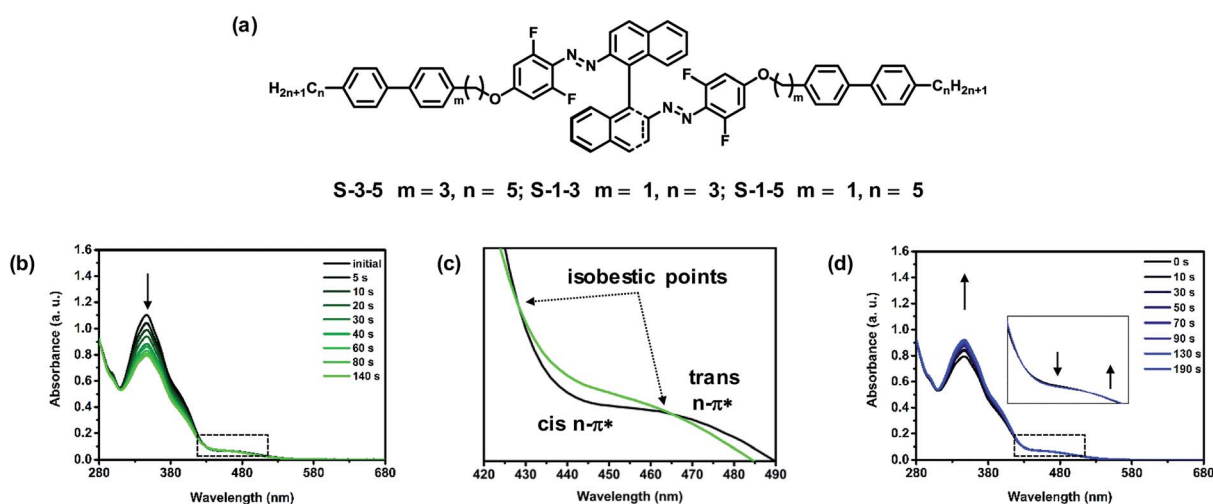 (a)
F
N
N
H2n+1Cn
m
O
F
F
N
N
O
m
CnH2n+1
F
S-3-5 m = 3, n = 5; S-1-3 m = 1, n = 3; S-1-5 m = 1, n = 5
(b)
1.6
1.4
1.2
1.0
0.8
0.6
0.4
0.2
0.0
Absorbance (a. u.)
280 380 480 580 680
Wavelength (nm)
initial
5 s
10 s
20 s
30 s
40 s
60 s
80 s
140 s
(c)
isobestic points
trans
n-π*
cis n-π*
420 430 440 450 460 470 480 490
Wavelength (nm)
(d)
1.6
1.4
1.2
1.0
0.8
0.6
0.4
0.2
0.0
Absorbance (a. u.)
280 380 480 580 680
Wavelength (nm)
0 s
10 s
30 s
50 s
70 s
90 s
130 s
190 s